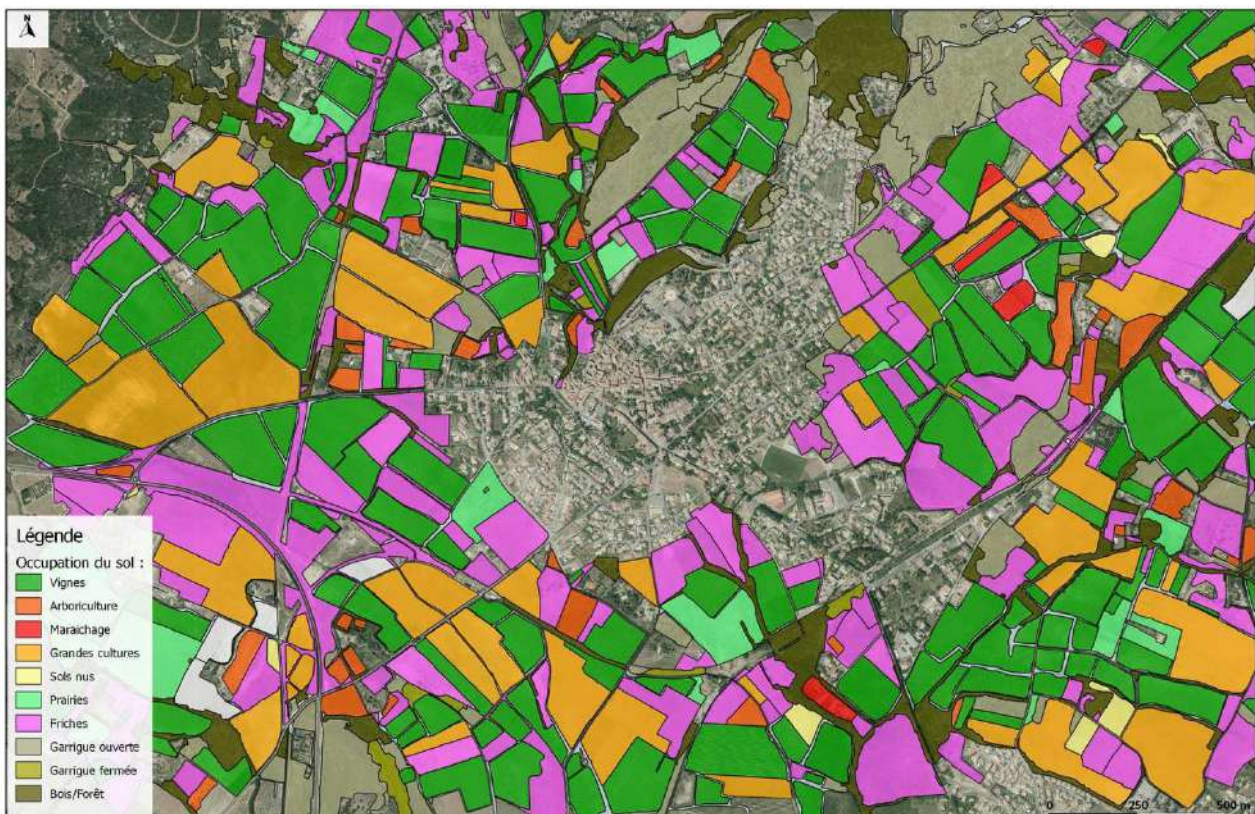 N
Légende
Occupation du sol :
Vignes
Arboriculture
Maraichage
Grandes cultures
Sols nus
Prairies
Friches
Garrigue ouverte
Garrigue fermée
Bois/Forêt
0 250 500 m